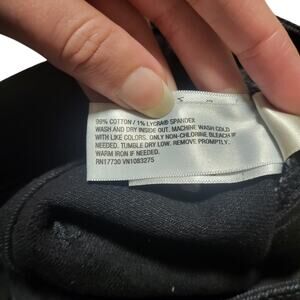 99% COTTON / 1% LYCRA® SPANDEX
WASH AND DRY INSIDE OUT. MACHINE WASH COLD
WITH LIKE COLORS. ONLY NON-CHLORINE BLEACH IF
NEEDED. TUMBLE DRY LOW. REMOVE PROMPTLY.
WARM IRON IF NEEDED.
RN17730 VN1083275